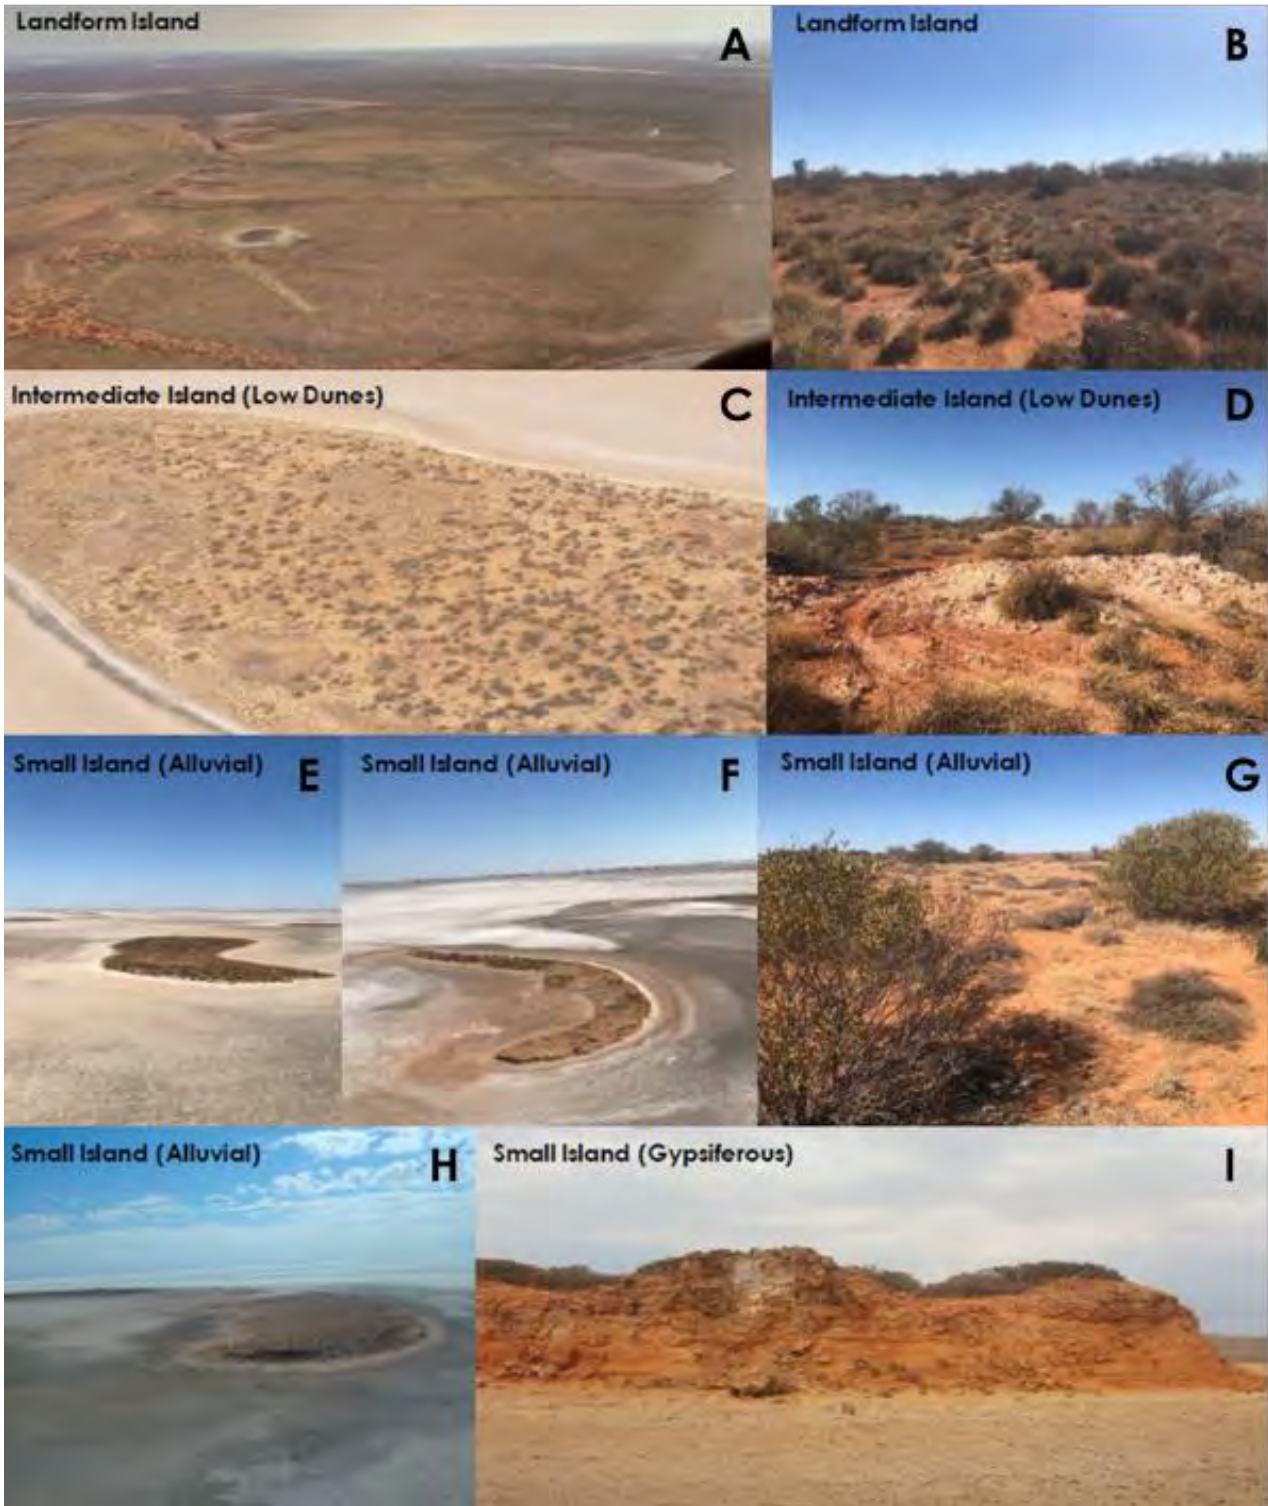 Landform Island
A
Landform Island
B
Intermediate Island (Low Dunes)
C
Intermediate Island (Low Dunes)
D
Small Island (Alluvial)
E
Small Island (Alluvial)
F
Small Island (Alluvial)
G
Small Island (Alluvial)
H
Small Island (Gypsiferous)
I